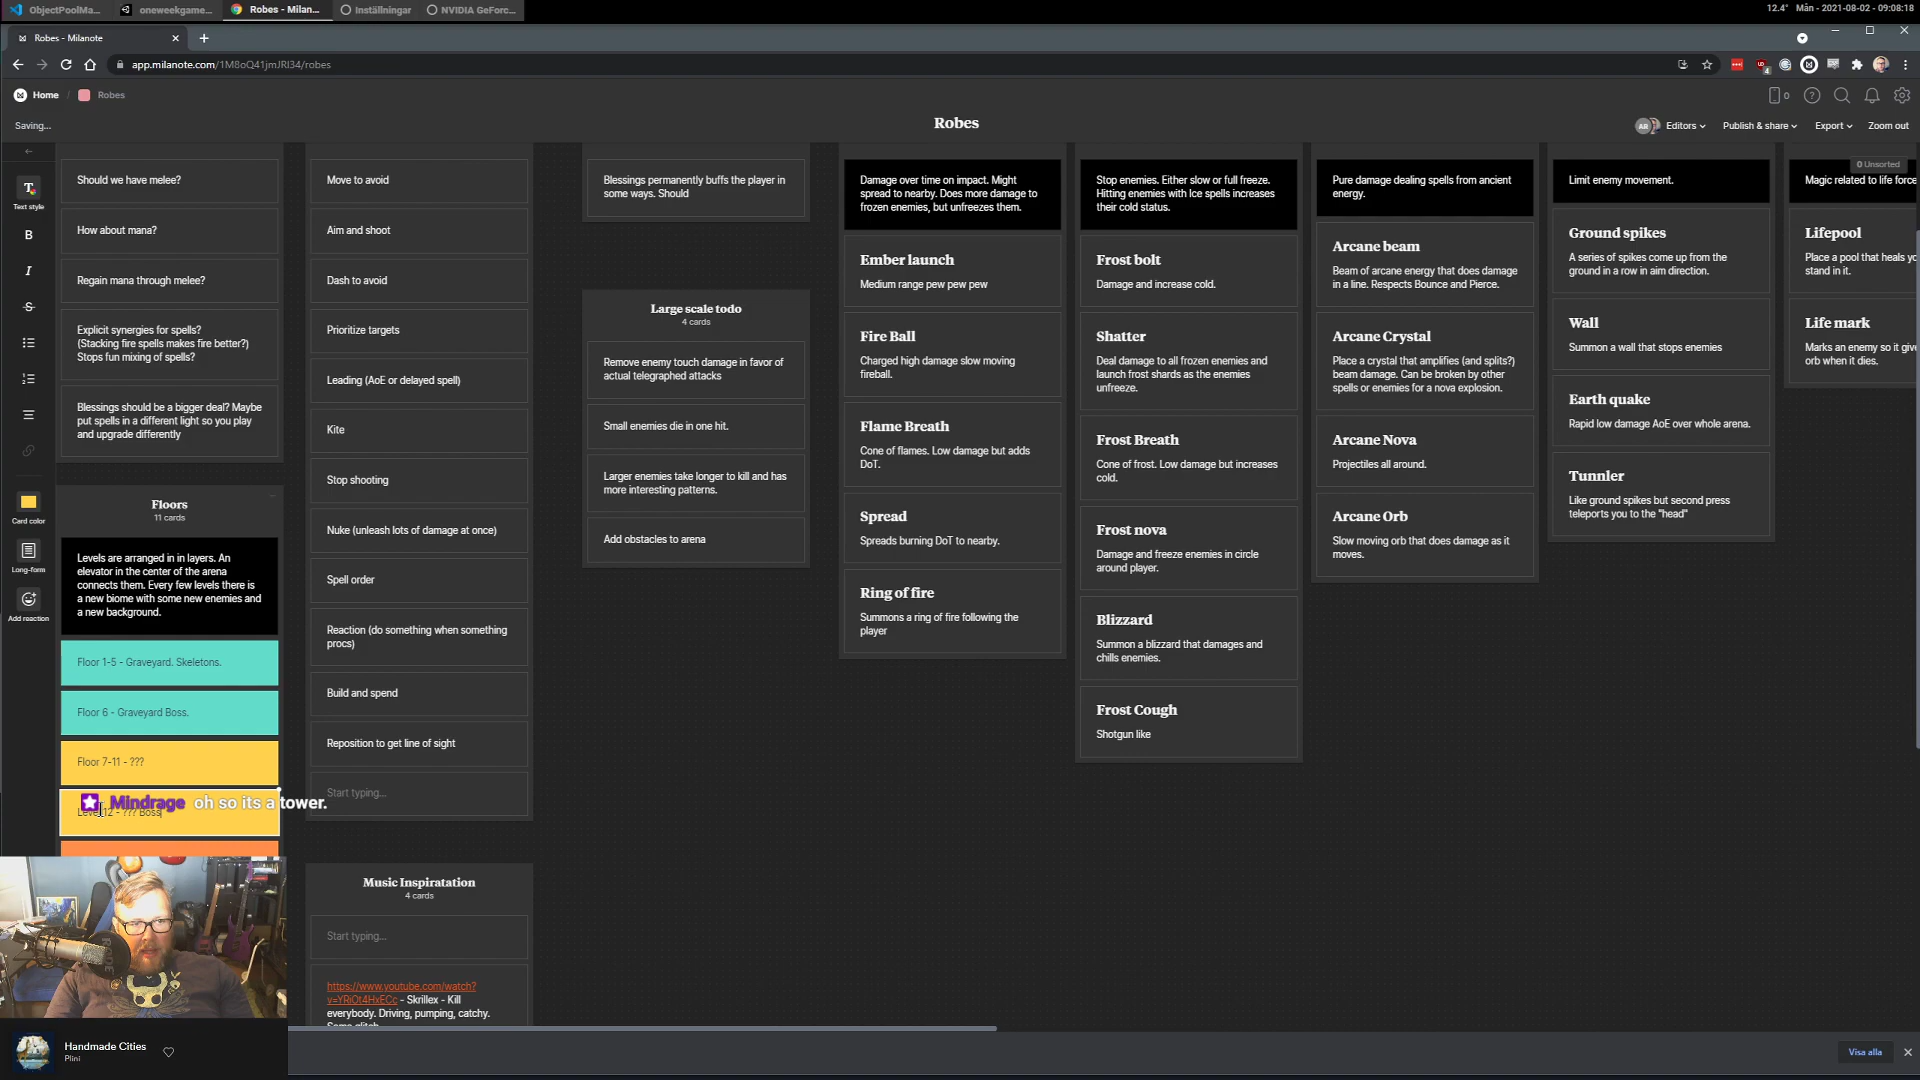 ObjectPoolMa...
oneweekgame...
Robes - Milan...
Inställningar
NVIDIA GeForc...
12.4° Mån - 2021-08-02 - 09:08:18
Robes - Milanote
app.milanote.com/1M8oQ41jmJRl34/robes
Home / Robes
0
Saving...
Robes
AR
Editors
Publish & share
Export
Zoom out
0 Unsorted
Text style
B
I
S
Card color
Long-form
Add reaction
Should we have melee?
How about mana?
Regain mana through melee?
Explicit synergies for spells?
(Stacking fire spells makes fire better?)
Stops fun mixing of spells?
Blessings should be a bigger deal? Maybe
put spells in a different light so you play
and upgrade differently
Floors
11 cards
Levels are arranged in in layers. An
elevator in the center of the arena
connects them. Every few levels there is
a new biome with some new enemies and
a new background.
Floor 1-5 - Graveyard. Skeletons.
Floor 6 - Graveyard Boss.
Floor 7-11 - ???
Level 12 - ??? Boss
Mindrage oh so its a tower.
Move to avoid
Aim and shoot
Dash to avoid
Prioritize targets
Leading (AoE or delayed spell)
Kite
Stop shooting
Nuke (unleash lots of damage at once)
Spell order
Reaction (do something when something
procs)
Build and spend
Reposition to get line of sight
Start typing...
Music Inspiratation
4 cards
Start typing...
https://www.youtube.com/watch?
v=YRiOt4HxECc - Skrillex - Kill
everybody. Driving, pumping, catchy.
Some glitch
Blessings permanently buffs the player in
some ways. Should
Large scale todo
4 cards
Remove enemy touch damage in favor of
actual telegraphed attacks
Small enemies die in one hit.
Larger enemies take longer to kill and has
more interesting patterns.
Add obstacles to arena
Damage over time on impact. Might
spread to nearby. Does more damage to
frozen enemies, but unfreezes them.
Ember launch
Medium range pew pew pew
Fire Ball
Charged high damage slow moving
fireball.
Flame Breath
Cone of flames. Low damage but adds
DoT.
Spread
Spreads burning DoT to nearby.
Ring of fire
Summons a ring of fire following the
player
Stop enemies. Either slow or full freeze.
Hitting enemies with Ice spells increases
their cold status.
Frost bolt
Damage and increase cold.
Shatter
Deal damage to all frozen enemies and
launch frost shards as the enemies
unfreeze.
Frost Breath
Cone of frost. Low damage but increases
cold.
Frost nova
Damage and freeze enemies in circle
around player.
Blizzard
Summon a blizzard that damages and
chills enemies.
Frost Cough
Shotgun like
Pure damage dealing spells from ancient
energy.
Arcane beam
Beam of arcane energy that does damage
in a line. Respects Bounce and Pierce.
Arcane Crystal
Place a crystal that amplifies (and splits?)
beam damage. Can be broken by other
spells or enemies for a nova explosion.
Arcane Nova
Projectiles all around.
Arcane Orb
Slow moving orb that does damage as it
moves.
Limit enemy movement.
Ground spikes
A series of spikes come up from the
ground in a row in aim direction.
Wall
Summon a wall that stops enemies
Earth quake
Rapid low damage AoE over whole arena.
Tunnler
Like ground spikes but second press
teleports you to the "head"
Magic related to life force
Lifepool
Place a pool that heals yo
stand in it.
Life mark
Marks an enemy so it give
orb when it dies.
Handmade Cities
Plini
Visa alla